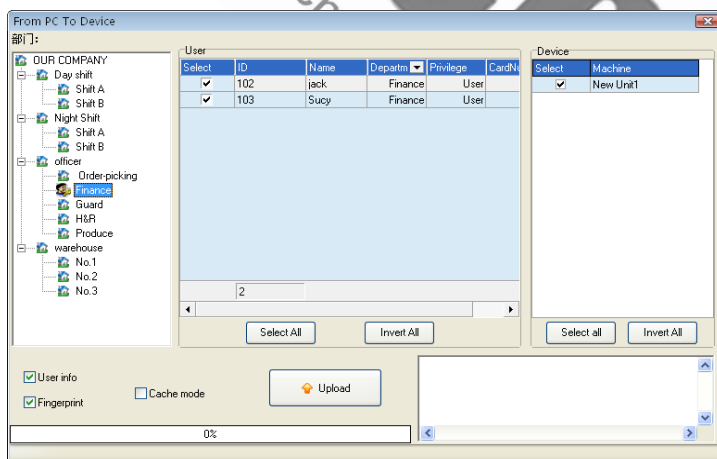 From PC To Device
部门:
OUR COMPANY
Day shift
Shift A
Shift B
Night Shift
Shift A
Shift B
officer
Order-picking
Finance
Guard
H&R
Produce
warehouse
No.1
No.2
No.3
User
Select ID Name Departm Privilege CardNu
102 jack Finance User
103 Sucy Finance User
2
Select All Invert All
Device
Select Machine
New Unit1
Select all Invert All
User info
Fingerprint
Cache mode
Upload
0%